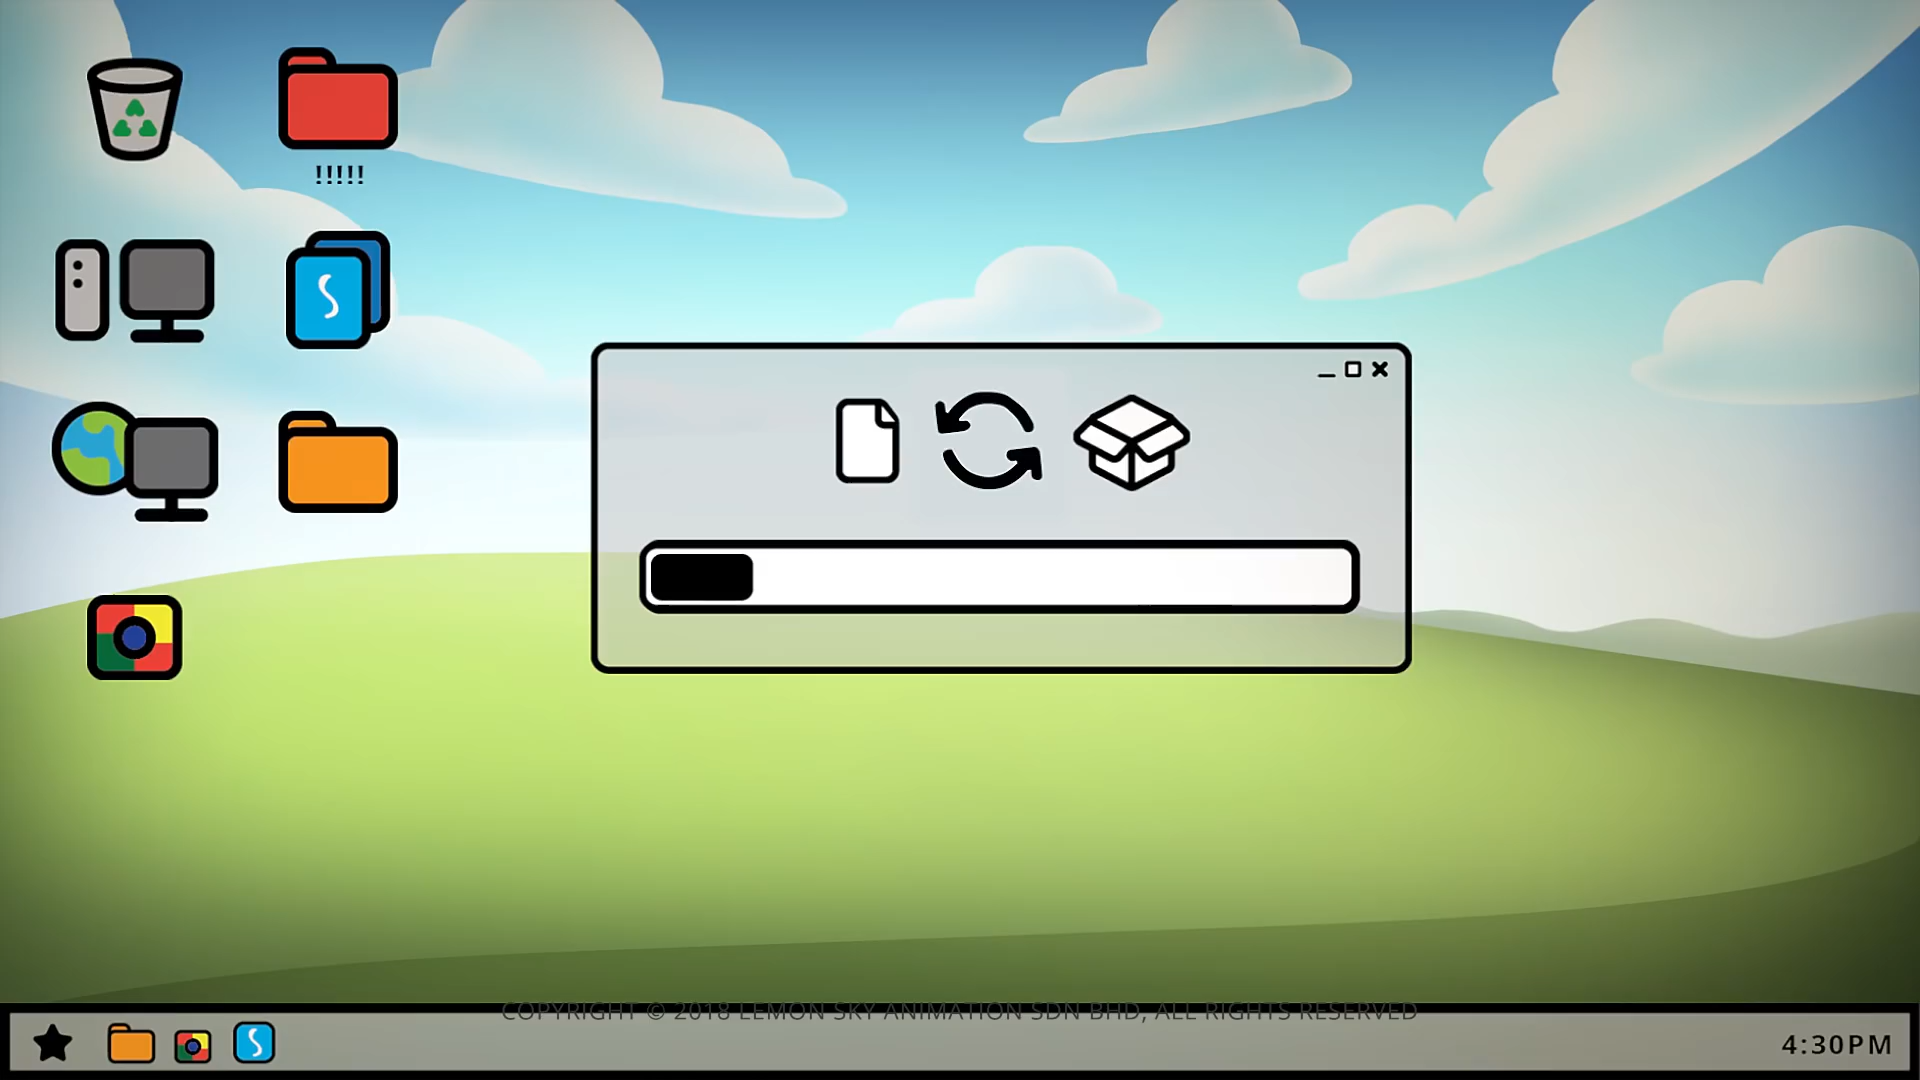 !!!!!
S
COPYRIGHT © 2018 LEMON SKY ANIMATION SDN BHD, ALL RIGHTS RESERVED
S
4:30PM